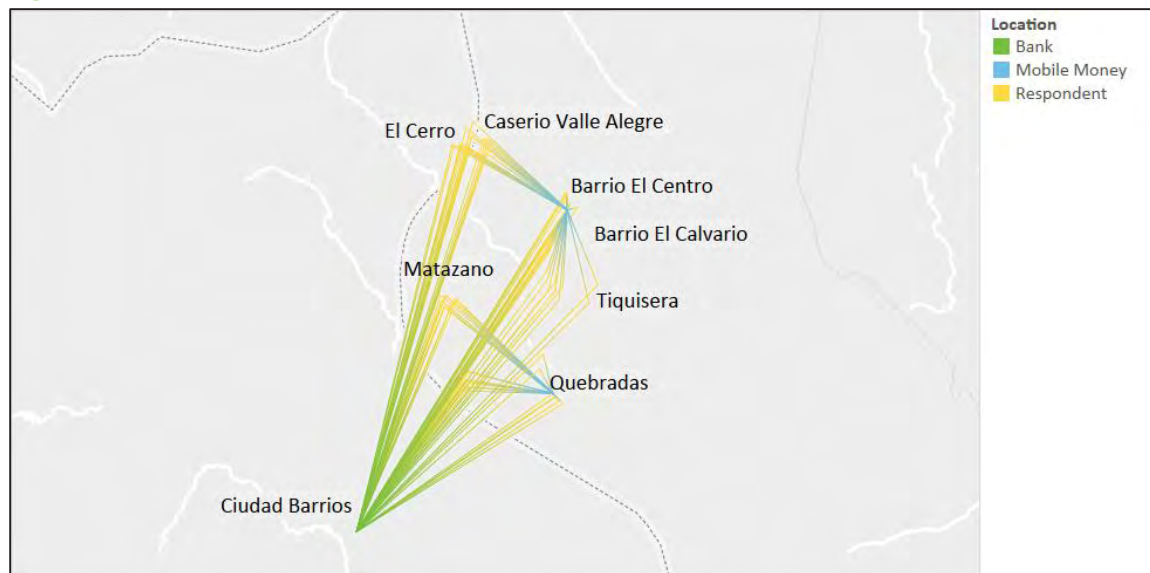 Location
Bank
Mobile Money
Respondent
Caserio Valle Alegre
El Cerro
Barrio El Centro
Barrio El Calvario
Matazano
Tiquisera
Quebradas
Ciudad Barrios